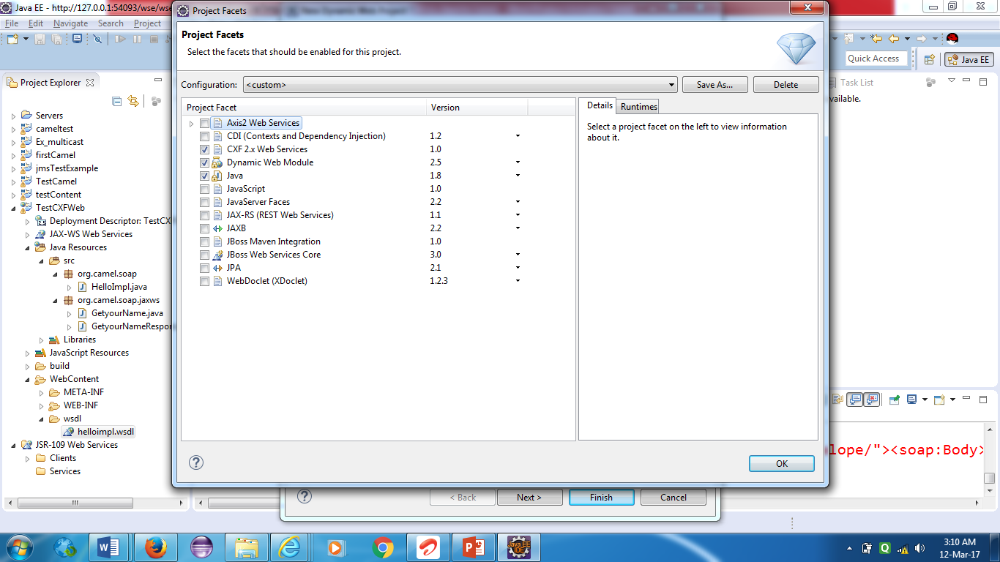 Java EE - http://127.0.0.1:54093/wse/wse
Project Facets
File Edit Navigate Search Project
Project Facets
Select the facets that should be enabled for this project.
Quick Access
Java EE
Project Explorer
Configuration: <custom> Save As... Delete
Task List
Project Facet Version
Details Runtimes
Select a project facet on the left to view information
about it.
Axis2 Web Services
CDI (Contexts and Dependency Injection) 1.2
CXF 2.x Web Services 1.0
Dynamic Web Module 2.5
Java 1.8
JavaScript 1.0
JavaServer Faces 2.2
JAX-RS (REST Web Services) 1.1
JAXB 2.2
JBoss Maven Integration 1.0
JBoss Web Services Core 3.0
JPA 2.1
WebDoclet (XDoclet) 1.2.3
Servers
cameltest
Ex_multicast
firstCamel
jmsTestExample
TestCamel
testContent
TestCXFWeb
Deployment Descriptor: TestCX
JAX-WS Web Services
Java Resources
src
org.camel.soap
HelloImpl.java
org.camel.soap.jaxws
GetyourName.java
GetyourNameRespor
Libraries
JavaScript Resources
build
WebContent
META-INF
WEB-INF
wsdl
helloimpl.wsdl
JSR-109 Web Services
Clients
Services
vailable.
lope/"><soap:Body>
OK
< Back Next > Finish Cancel
Java EE
IDE
3:10 AM
12-Mar-17